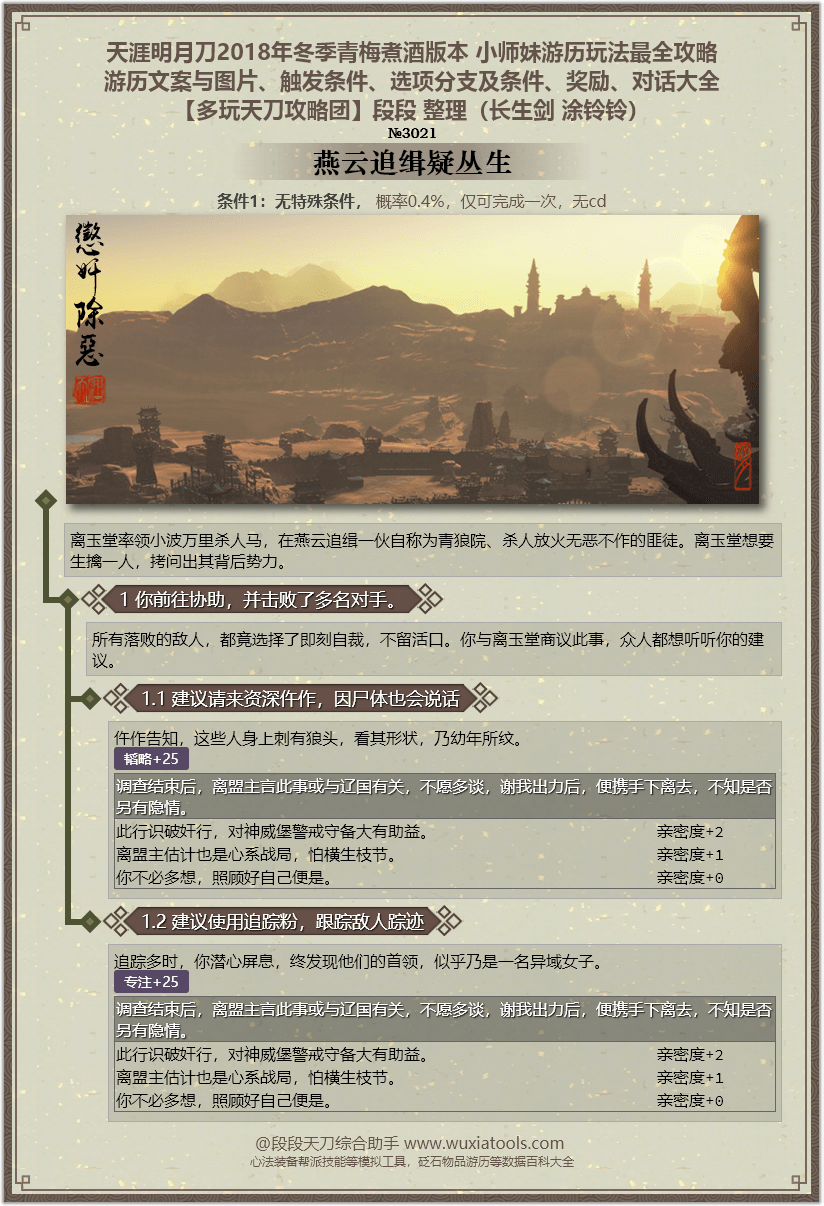 天涯明月刀2018年冬季青梅煮酒版本 小师妹游历玩法最全攻略
游历文案与图片、触发条件、选项分支及条件、奖励、对话大全
【多玩天刀攻略团】段段 整理（长生剑 涂铃铃）
№3021
燕云追缉疑丛生
条件1：无特殊条件， 概率0.4%，仅可完成一次，无cd
懲奸除惡
离玉堂率领小波万里杀人马，在燕云追缉一伙自称为青狼院、杀人放火无恶不作的匪徒。离玉堂想要
生擒一人，拷问出其背后势力。
1 你前往协助，并击败了多名对手。
所有落败的敌人，都竟选择了即刻自裁，不留活口。你与离玉堂商议此事，众人都想听听你的建
议。
1.1 建议请来资深仵作，因尸体也会说话
仵作告知，这些人身上刺有狼头，看其形状，乃幼年所纹。
韬略+25
调查结束后，离盟主言此事或与辽国有关，不愿多谈，谢我出力后，便携手下离去，不知是否
另有隐情。
此行识破奸行，对神威堡警戒守备大有助益。 亲密度+2
离盟主估计也是心系战局，怕横生枝节。 亲密度+1
你不必多想，照顾好自己便是。 亲密度+0
1.2 建议使用追踪粉，跟踪敌人踪迹
追踪多时，你潜心屏息，终发现他们的首领，似乎乃是一名异域女子。
专注+25
调查结束后，离盟主言此事或与辽国有关，不愿多谈，谢我出力后，便携手下离去，不知是否
另有隐情。
此行识破奸行，对神威堡警戒守备大有助益。 亲密度+2
离盟主估计也是心系战局，怕横生枝节。 亲密度+1
你不必多想，照顾好自己便是。 亲密度+0
@段段天刀综合助手 www.wuxiatools.com
心法装备帮派技能等模拟工具，砭石物品游历等数据百科大全